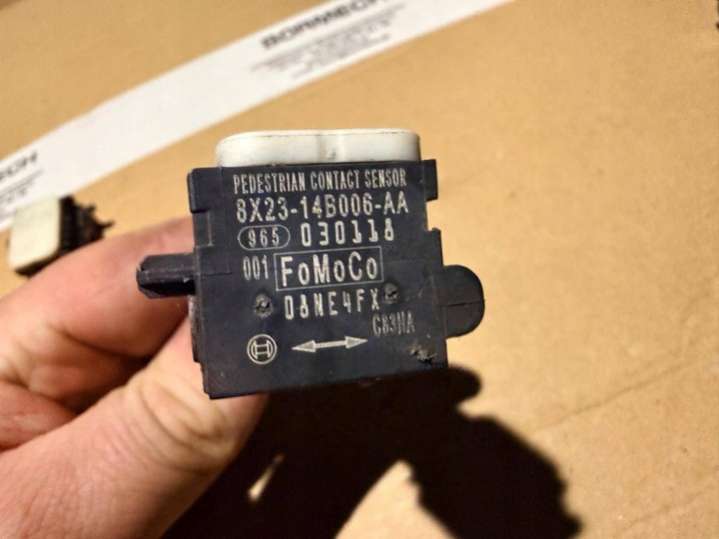 PEDESTRIAN CONTACT SENSOR
8X23-14B006-AA
965 030118
001 FoMoCo
08NE4FX
C83HA